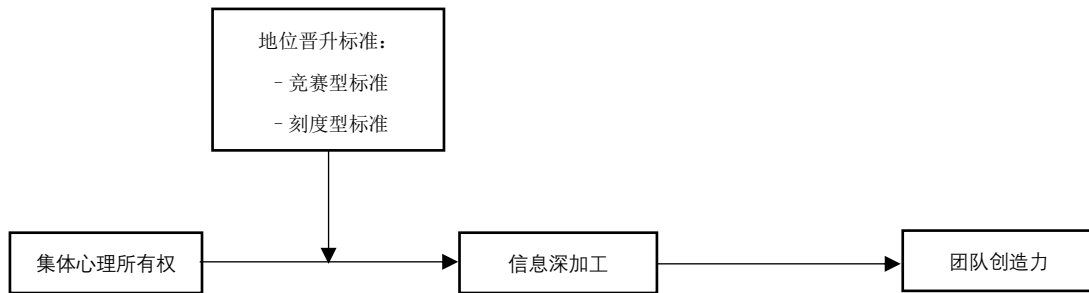 地位晋升标准：
- 竞赛型标准
- 刻度型标准
集体心理所有权
信息深加工
团队创造力